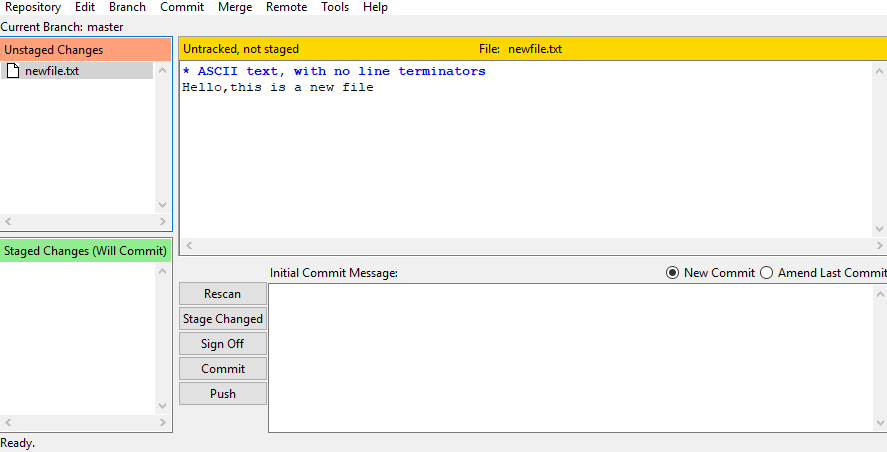 Repository Edit Branch Commit Merge Remote Tools Help
Current Branch: master
Unstaged Changes
newfile.txt
Untracked, not staged File: newfile.txt
* ASCII text, with no line terminators
Hello,this is a new file
Staged Changes (Will Commit)
Initial Commit Message: New Commit Amend Last Commit
Rescan
Stage Changed
Sign Off
Commit
Push
Ready.